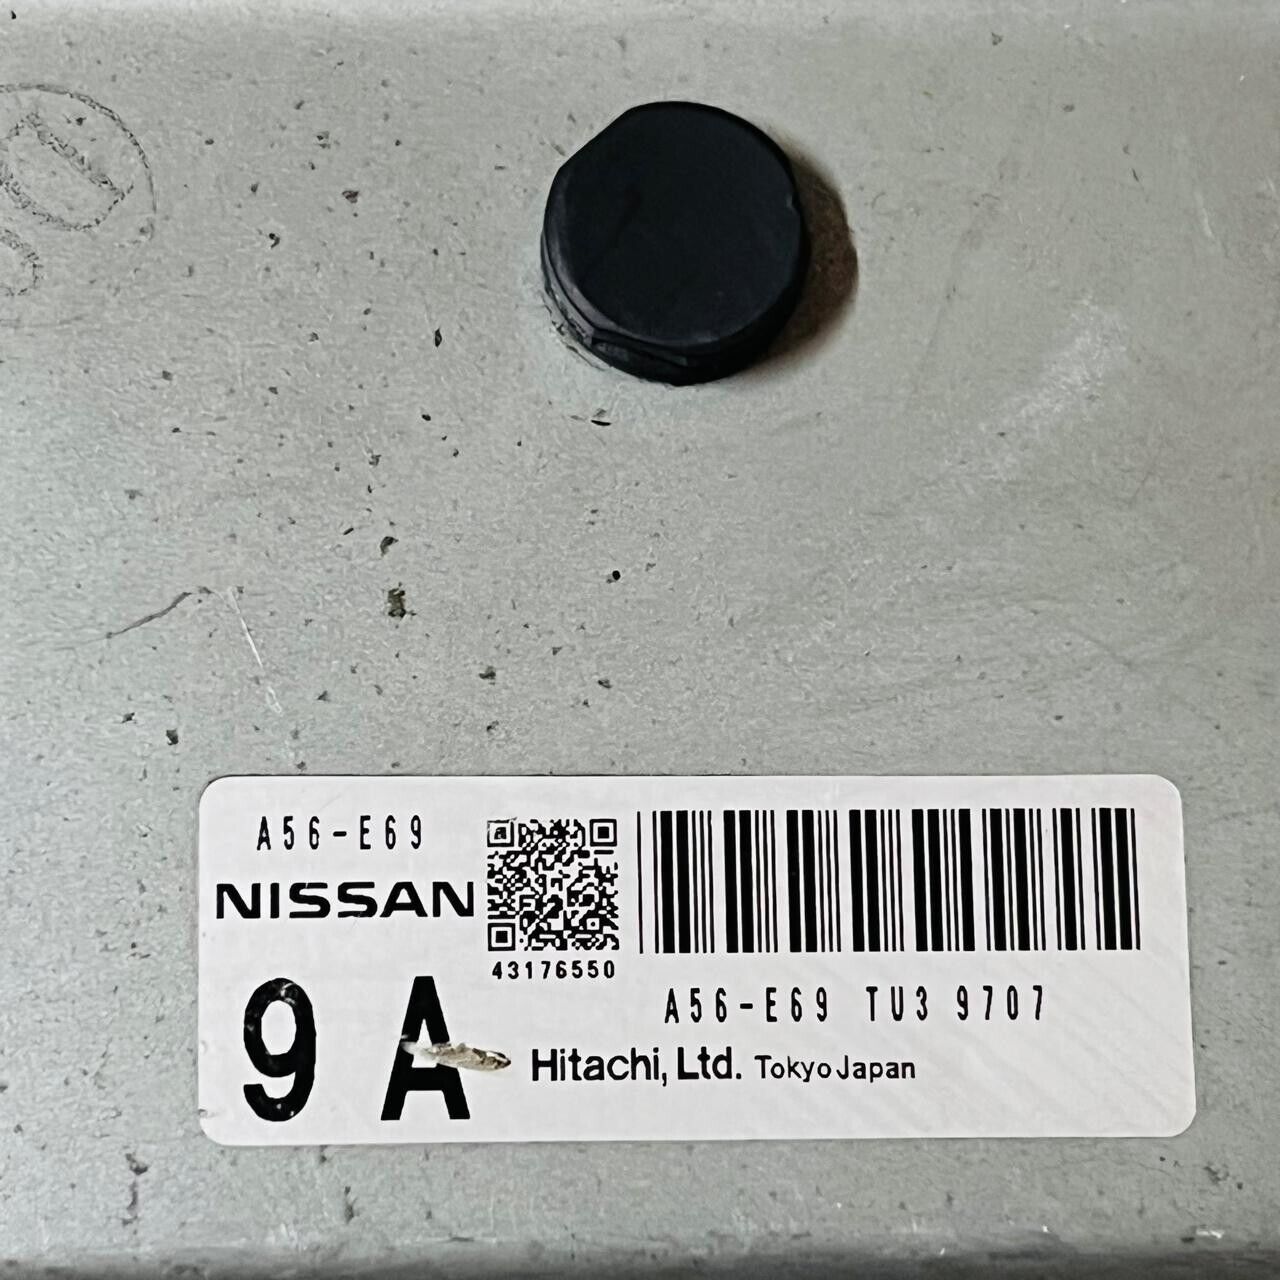 A56-E69
NISSAN
43176550
9 A
A56-E69 TU3 9707
Hitachi, Ltd. Tokyo Japan